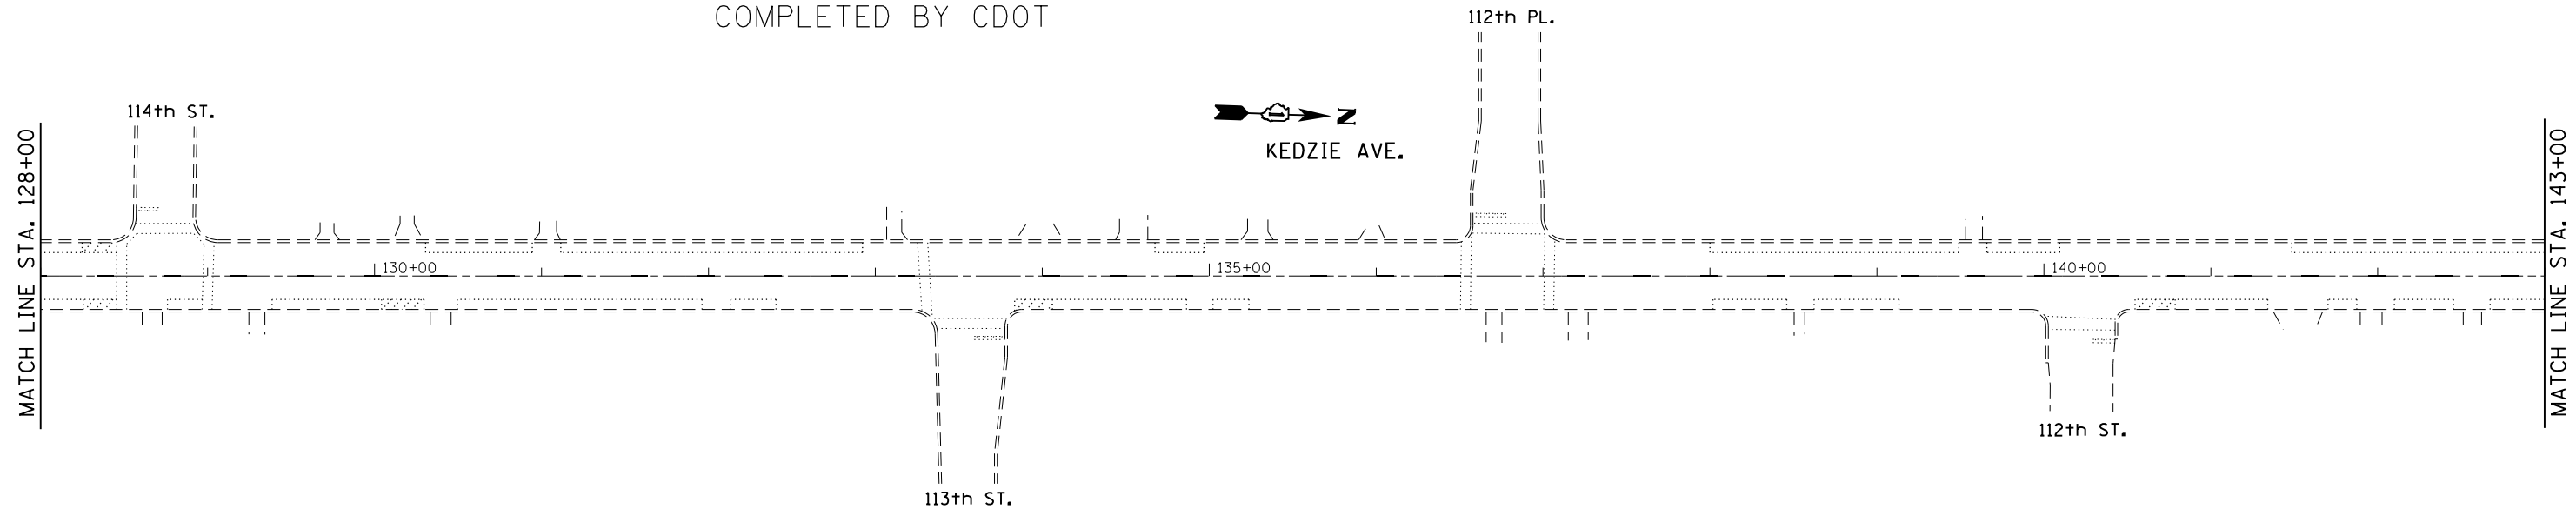 COMPLETED BY CDOT
112th PL.
114th ST.
N
KEDZIE AVE.
MATCH LINE STA. 128+00
MATCH LINE STA. 143+00
130+00
135+00
140+00
112th ST.
113th ST.